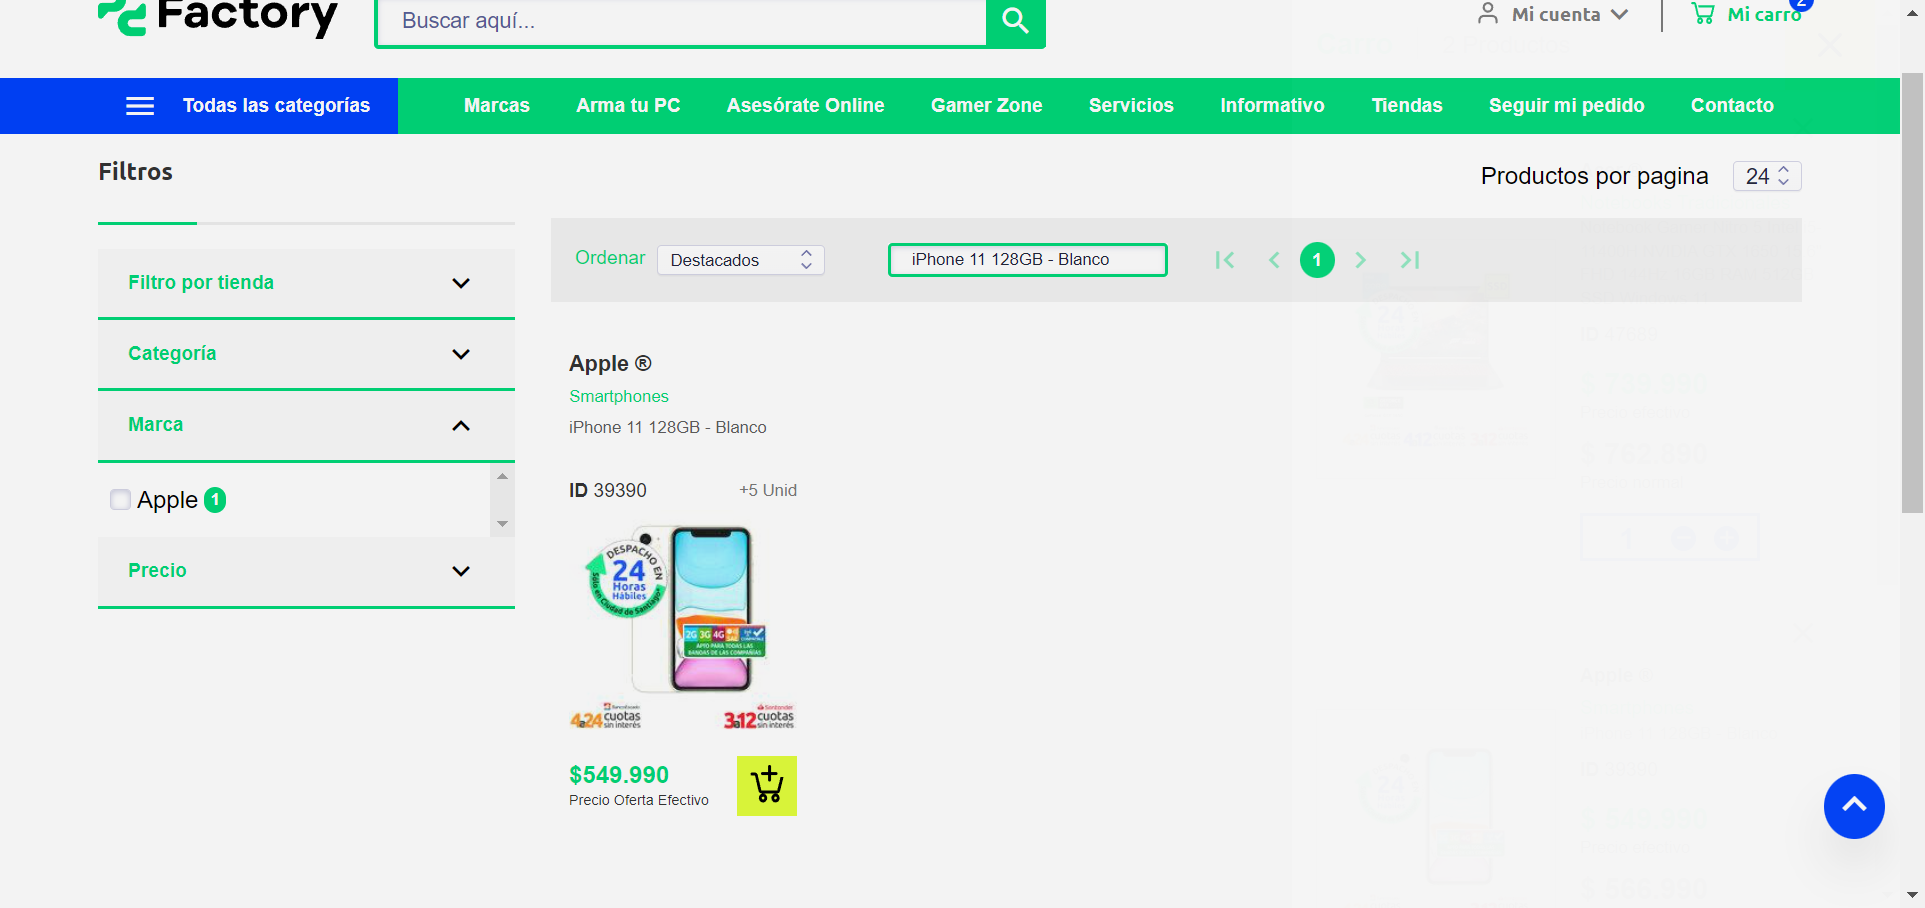 Factory
Buscar aquí...
Mi cuenta
Mi carro
2
Todas las categorías
Marcas
Arma tu PC
Asesórate Online
Gamer Zone
Servicios
Informativo
Tiendas
Seguir mi pedido
Contacto
Filtros
Productos por pagina
24
Filtro por tienda
Categoría
Marca
Apple 1
Precio
Ordenar
Destacados
iPhone 11 128GB - Blanco
1
Apple ®
Smartphones
iPhone 11 128GB - Blanco
ID 39390
+5 Unid
DESPACHO EN
24
Horas
Hábiles
Sólo en Ciudad de Santiago
2G 3G 4G
APTO PARA TODAS LAS
BANDAS DE LAS COMPAÑÍAS
4a24 cuotas
sin interés
Santander
3a12 cuotas
sin interés
$549.990
Precio Oferta Efectivo